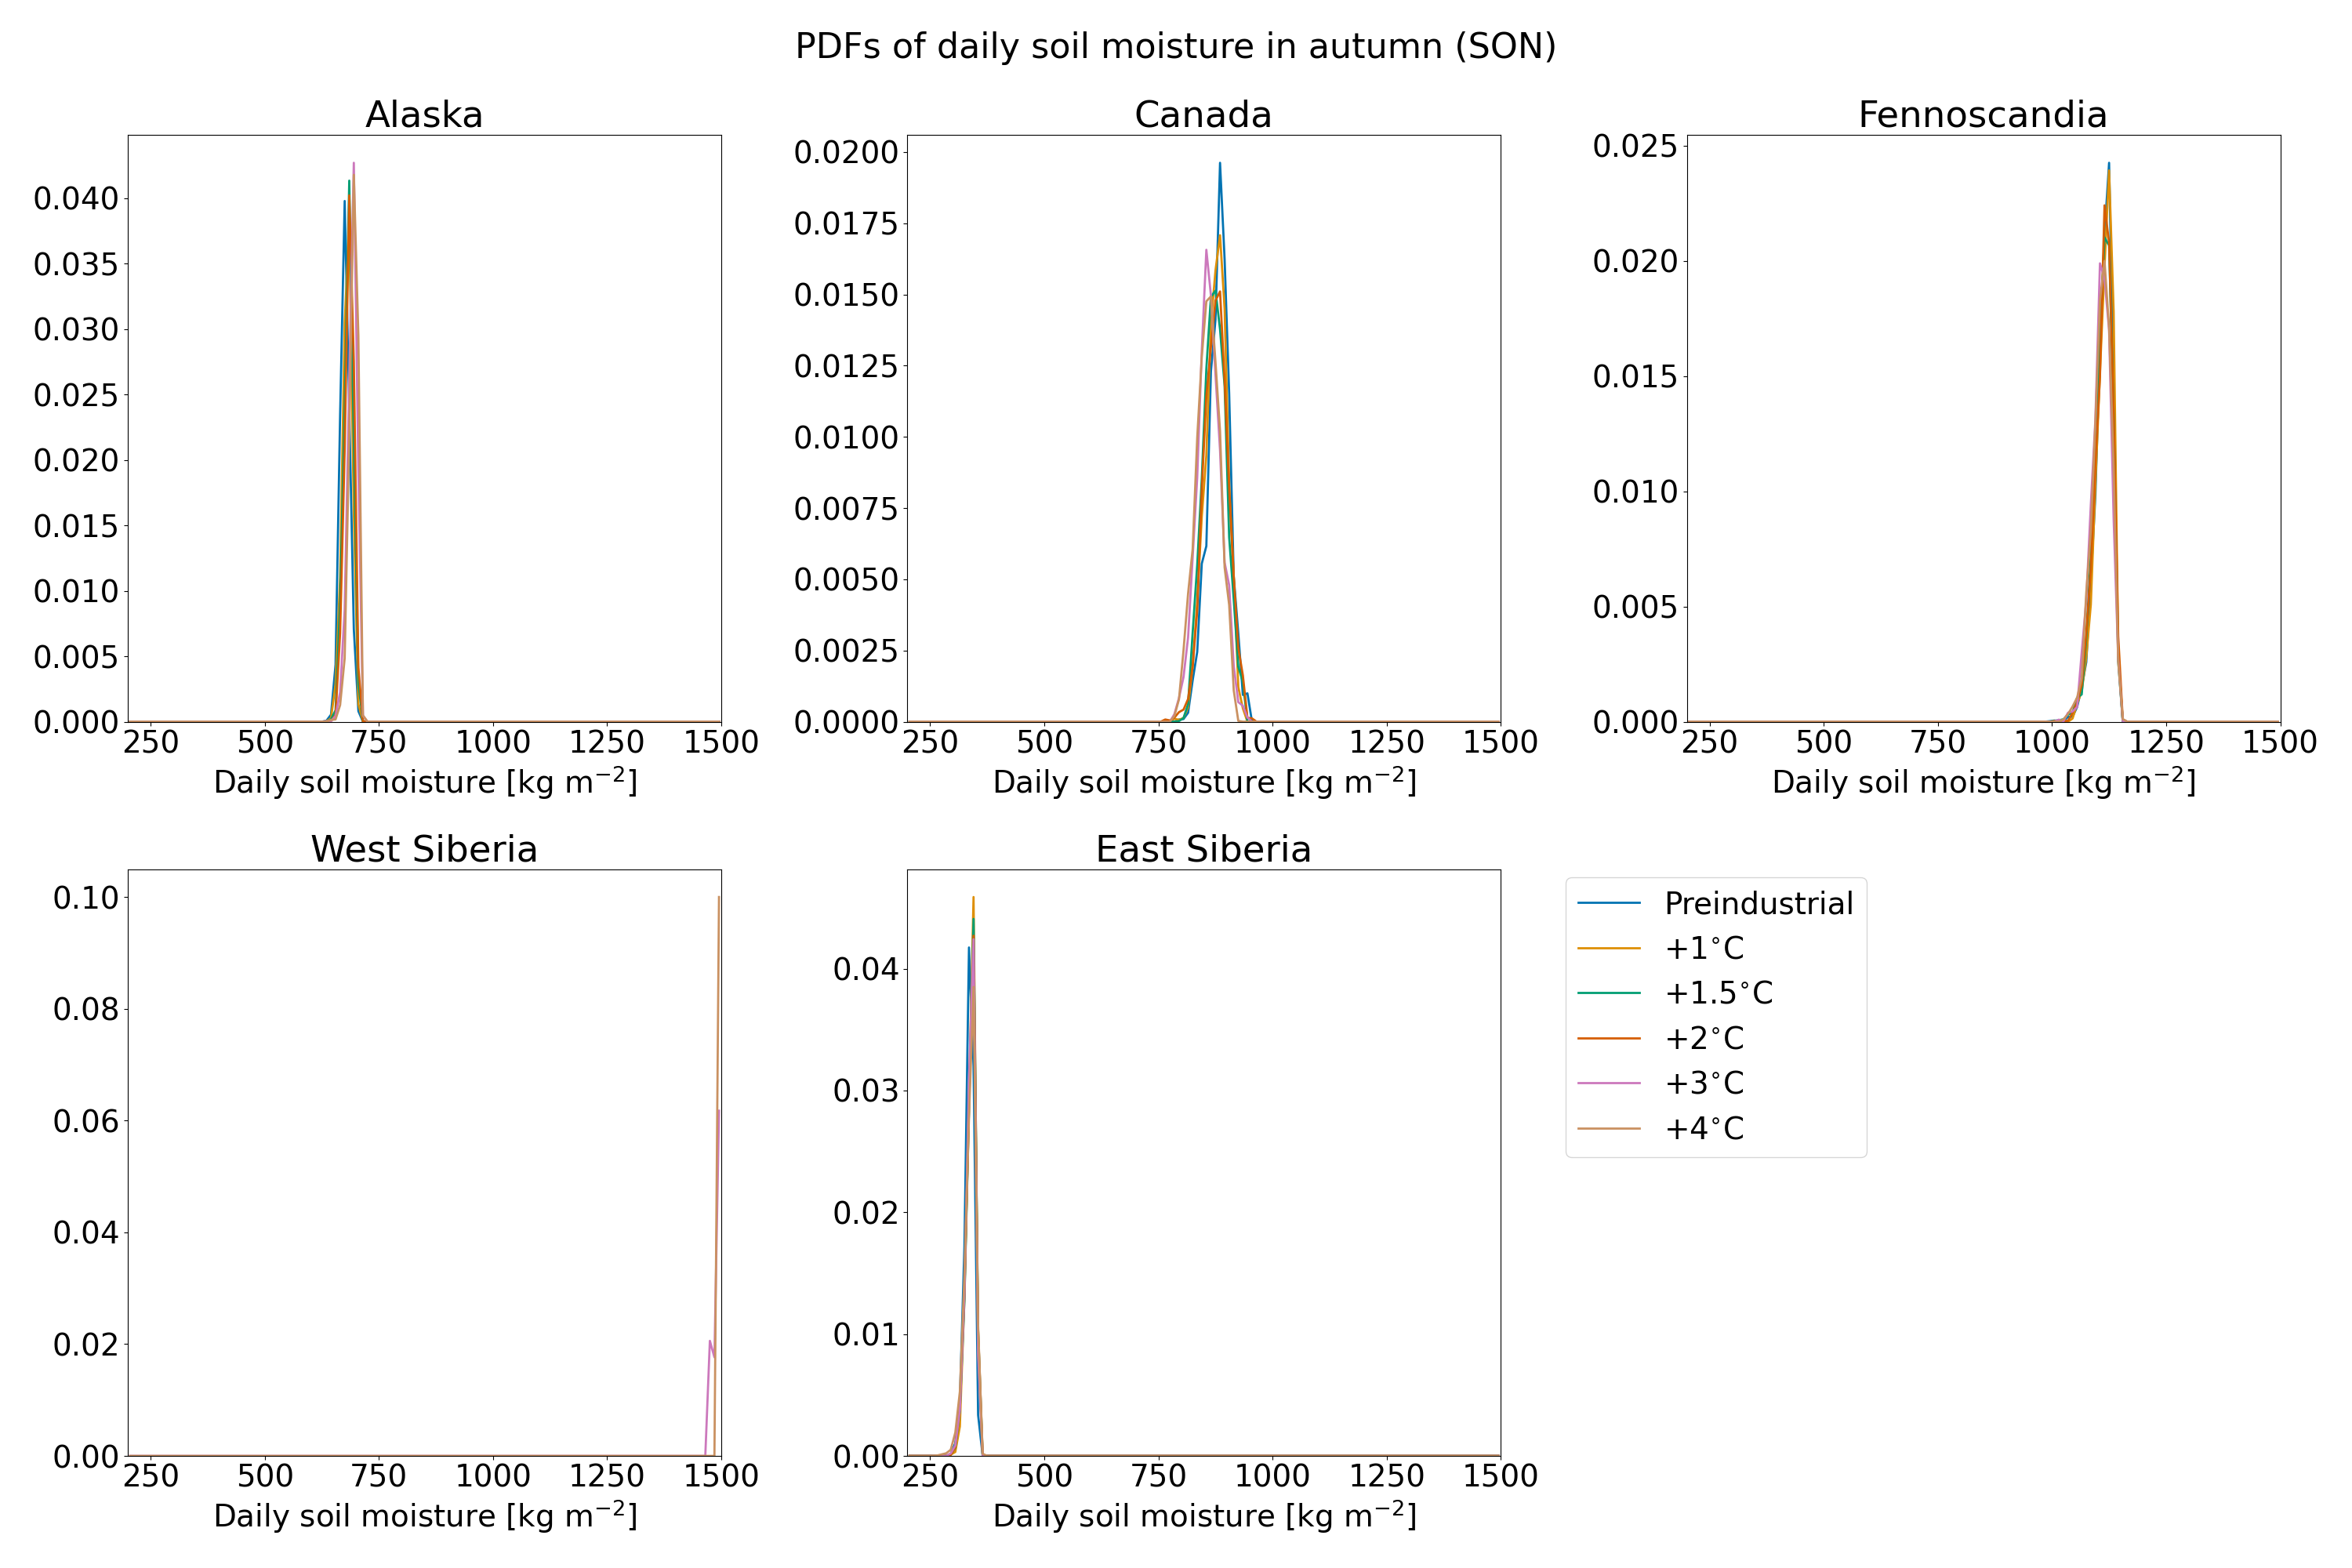 PDFs of daily soil moisture in autumn (SON)
Alaska
0.040
0.035
0.030
0.025
0.020
0.015
0.010
0.005
0.000
250 500 750 1000 1250 1500
Daily soil moisture [kg m⁻²]
Canada
0.0200
0.0175
0.0150
0.0125
0.0100
0.0075
0.0050
0.0025
0.0000
250 500 750 1000 1250 1500
Daily soil moisture [kg m⁻²]
Fennoscandia
0.025
0.020
0.015
0.010
0.005
0.000
250 500 750 1000 1250 1500
Daily soil moisture [kg m⁻²]
West Siberia
0.10
0.08
0.06
0.04
0.02
0.00
250 500 750 1000 1250 1500
Daily soil moisture [kg m⁻²]
East Siberia
0.04
0.03
0.02
0.01
0.00
250 500 750 1000 1250 1500
Daily soil moisture [kg m⁻²]
Preindustrial
+1°C
+1.5°C
+2°C
+3°C
+4°C